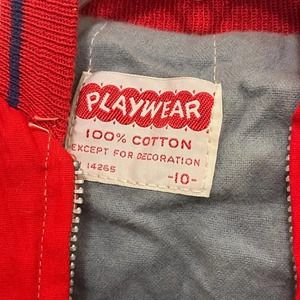 PLAYWEAR
100% COTTON
EXCEPT FOR DECORATION
14265
-10-